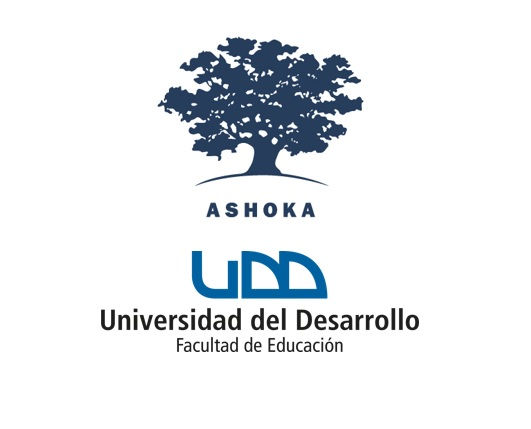 ASHOKA
UDD
Universidad del Desarrollo
Facultad de Educación